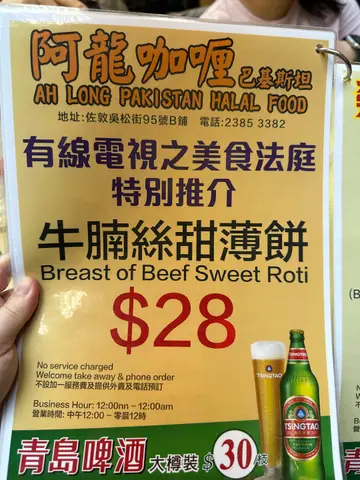 阿龍咖喱 巴基斯坦
AH LONG PAKISTAN HALAL FOOD
地址:佐敦吳松街95號B鋪 電話:2385 3382
有線電視之美食法庭
特別推介
牛腩絲甜薄餅
Breast of Beef Sweet Roti
$28
No service charged
Welcome take away & phone order
不設加一服務費及提供外賣及電話預訂
Business Hour: 12:00nn - 12:00am
營業時間: 中午12:00 - 零晨12時
TSINGTAO
TSINGTAO
青島啤酒 大樽裝 $30/枝